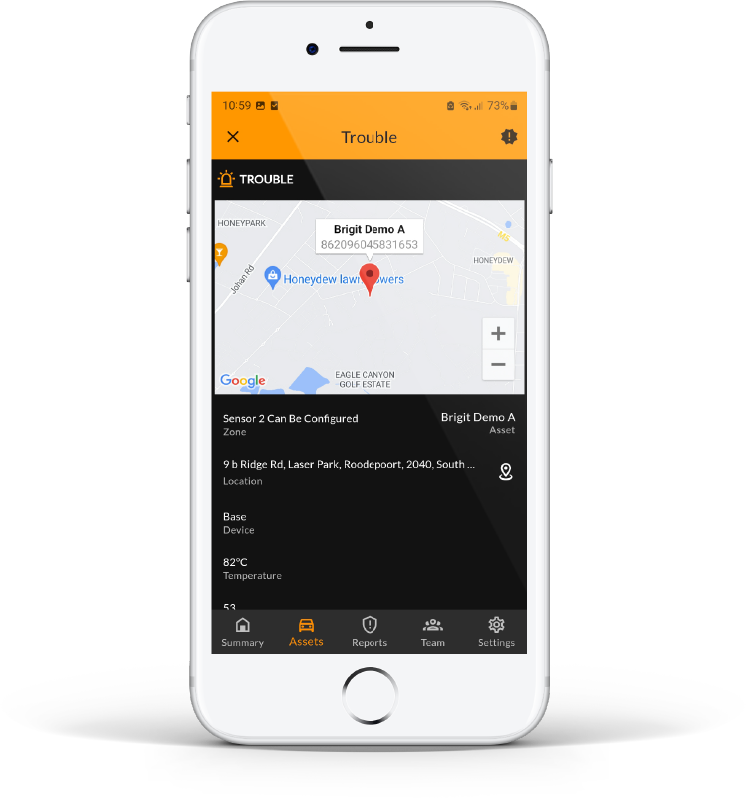 10:59
73%
Trouble
TROUBLE
HONEYPARK
Brigit Demo A
862096045831653
HONEYDEW
Johan Rd
Honeydew lawnmowers
EAGLE CANYON
GOLF ESTATE
Google
Sensor 2 Can Be Configured
Zone
Brigit Demo A
Asset
9 b Ridge Rd, Laser Park, Roodepoort, 2040, South ...
Location
Base
Device
82°C
Temperature
53
Summary
Assets
Reports
Team
Settings